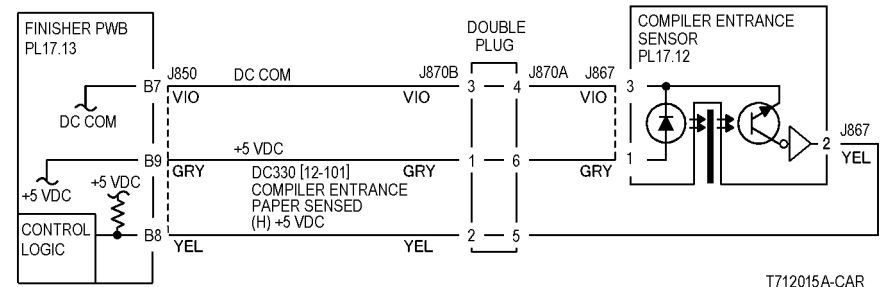 FINISHER PWB
PL17.13
DOUBLE
PLUG
COMPILER ENTRANCE
SENSOR
PL17.12
B7 J850 DC COM J870B J870A J867
VIO VIO 3 4 VIO 3
DC COM
J867
B9 +5 VDC 1 6 1 2
GRY GRY GRY YEL
+5 VDC +5 VDC
DC330 [12-101]
COMPILER ENTRANCE
PAPER SENSED
(H) +5 VDC
CONTROL
LOGIC
B8 2 5
YEL YEL
T712015A-CAR